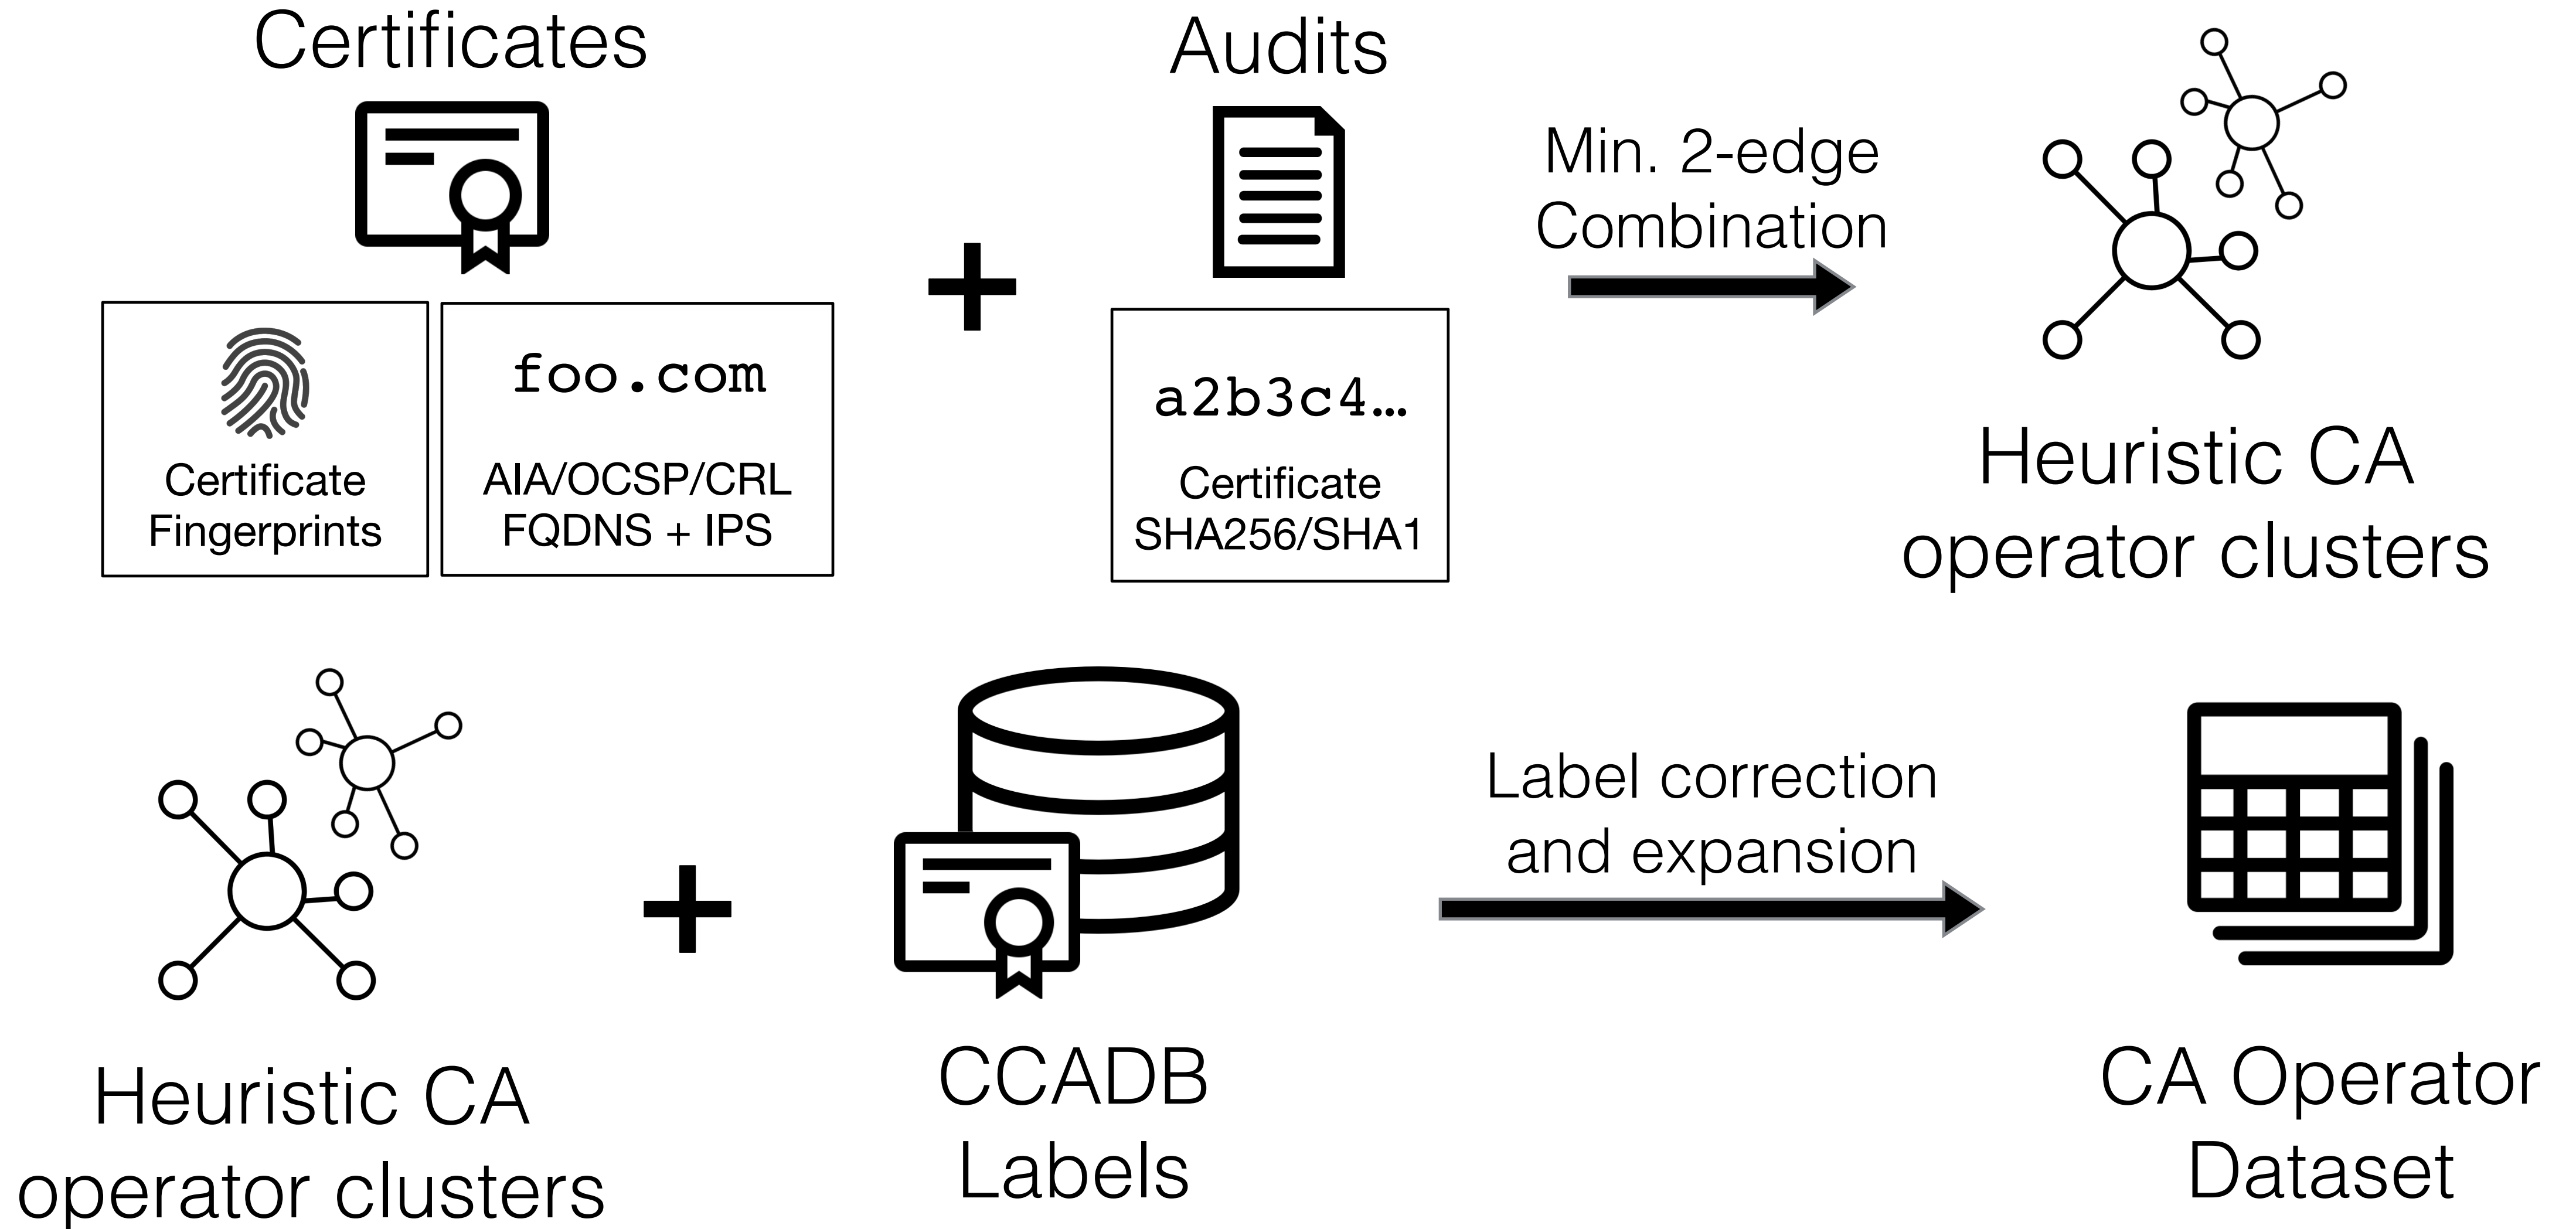 Certificates
Audits
Min. 2-edge
Combination
foo.com
a2b3c4...
Certificate
Fingerprints
AIA/OCSP/CRL
FQDNS + IPS
Certificate
SHA256/SHA1
Heuristic CA
operator clusters
Label correction
and expansion
Heuristic CA
operator clusters
CCADB
Labels
CA Operator
Dataset